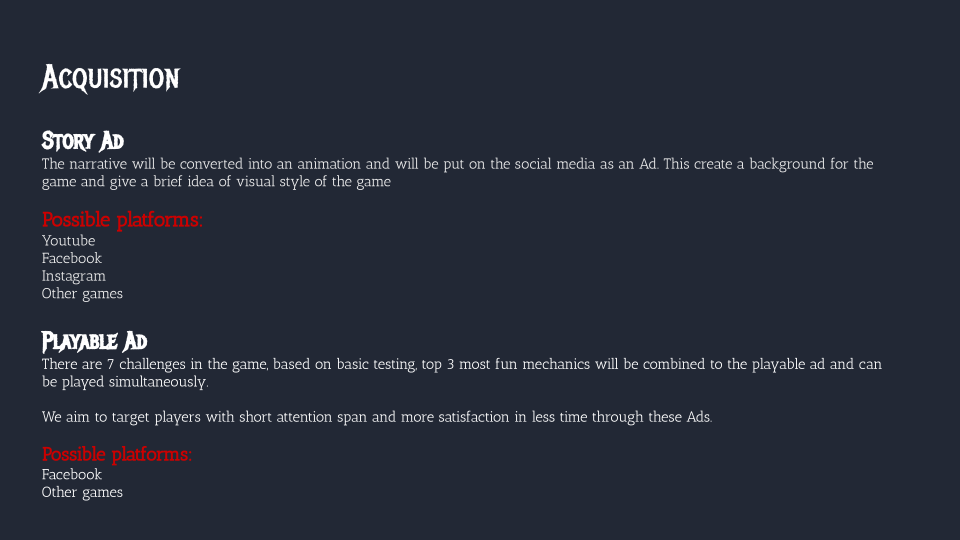 Acquisition
Story Ad
The narrative will be converted into an animation and will be put on the social media as an Ad. This create a background for the
game and give a brief idea of visual style of the game
Possible platforms:
Youtube
Facebook
Instagram
Other games
Playable Ad
There are 7 challenges in the game, based on basic testing, top 3 most fun mechanics will be combined to the playable ad and can
be played simultaneously.
We aim to target players with short attention span and more satisfaction in less time through these Ads.
Possible platforms:
Facebook
Other games